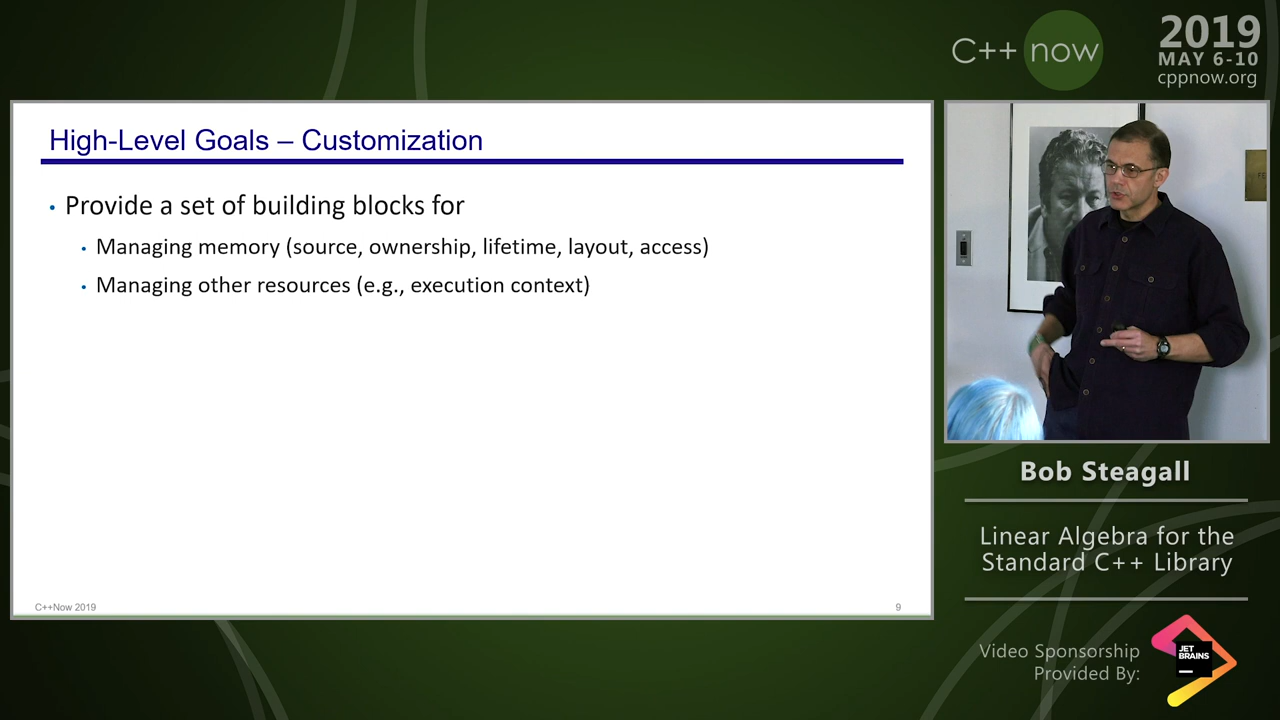 C++ now
2019
MAY 6-10
cppnow.org
High-Level Goals – Customization
• Provide a set of building blocks for
• Managing memory (source, ownership, lifetime, layout, access)
• Managing other resources (e.g., execution context)
C++Now 2019
9
Bob Steagall
Linear Algebra for the
Standard C++ Library
Video Sponsorship
Provided By:
JET
BRAINS